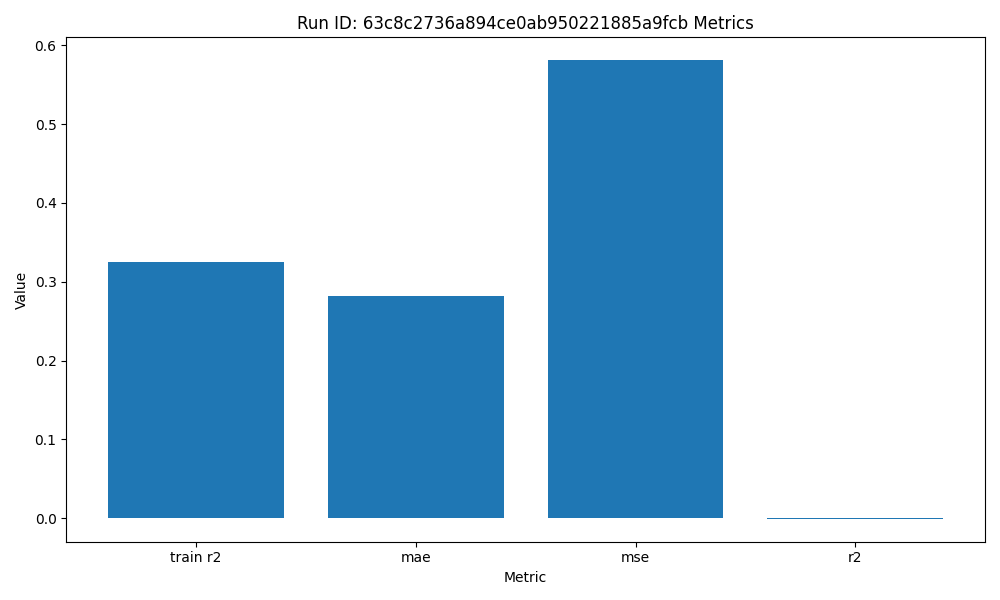 Run ID: 63c8c2736a894ce0ab950221885a9fcb Metrics
0.6
0.5
0.4
0.3
0.2
0.1
0.0
Value
train r2
mae
mse
r2
Metric